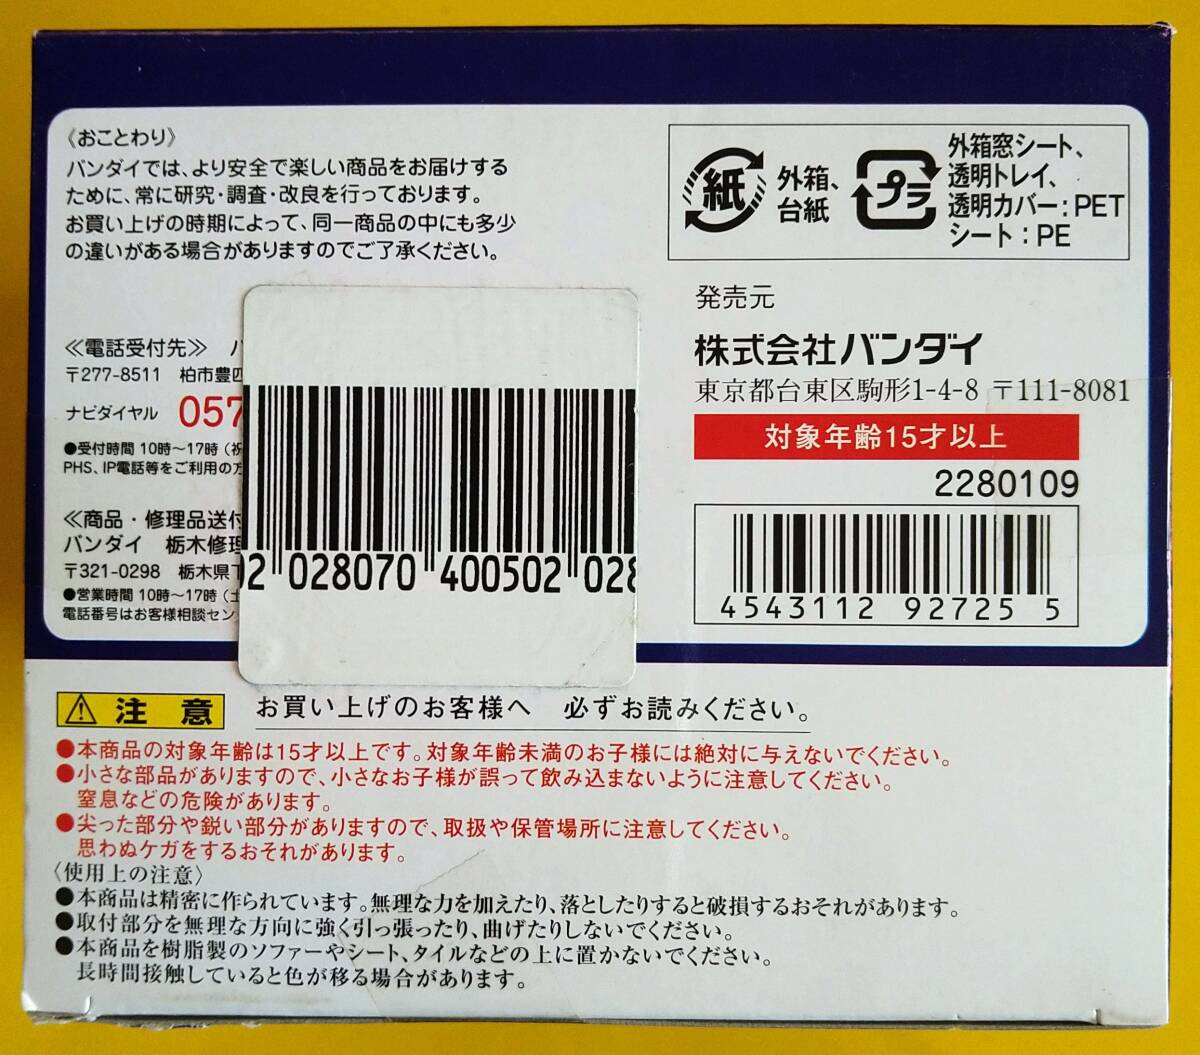 《おことわり》
バンダイでは、より安全で楽しい商品をお届けする
ために、常に研究・調査・改良を行っております。
お買い上げの時期によって、同一商品の中にも多少
の違いがある場合がありますのでご了承ください。
紙
外箱、
台紙
プラ
外箱窓シート、
透明トレイ、
透明カバー：PET
シート：PE
発売元
株式会社バンダイ
東京都台東区駒形1-4-8 〒111-8081
対象年齢15才以上
2280109
4543112 92725 5
≪電話受付先≫
〒277-8511 柏市豊四
ナビダイヤル 057
●受付時間 10時〜17時（祝
PHS、IP電話等をご利用の方
≪商品・修理品送付
バンダイ 栃木修理
〒321-0298 栃木県下
●営業時間 10時〜17時（土
電話番号はお客様相談セン
2 028070 400502 028
注意 お買い上げのお客様へ 必ずお読みください。
●本商品の対象年齢は15才以上です。対象年齢未満のお子様には絶対に与えないでください。
●小さな部品がありますので、小さなお子様が誤って飲み込まないように注意してください。
窒息などの危険があります。
●尖った部分や鋭い部分がありますので、取扱や保管場所に注意してください。
思わぬケガをするおそれがあります。
〈使用上の注意〉
●本商品は精密に作られています。無理な力を加えたり、落としたりすると破損するおそれがあります。
●取付部分を無理な方向に強く引っ張ったり、曲げたりしないでください。
●本商品を樹脂製のソファーやシート、タイルなどの上に置かないでください。
長時間接触していると色が移る場合があります。